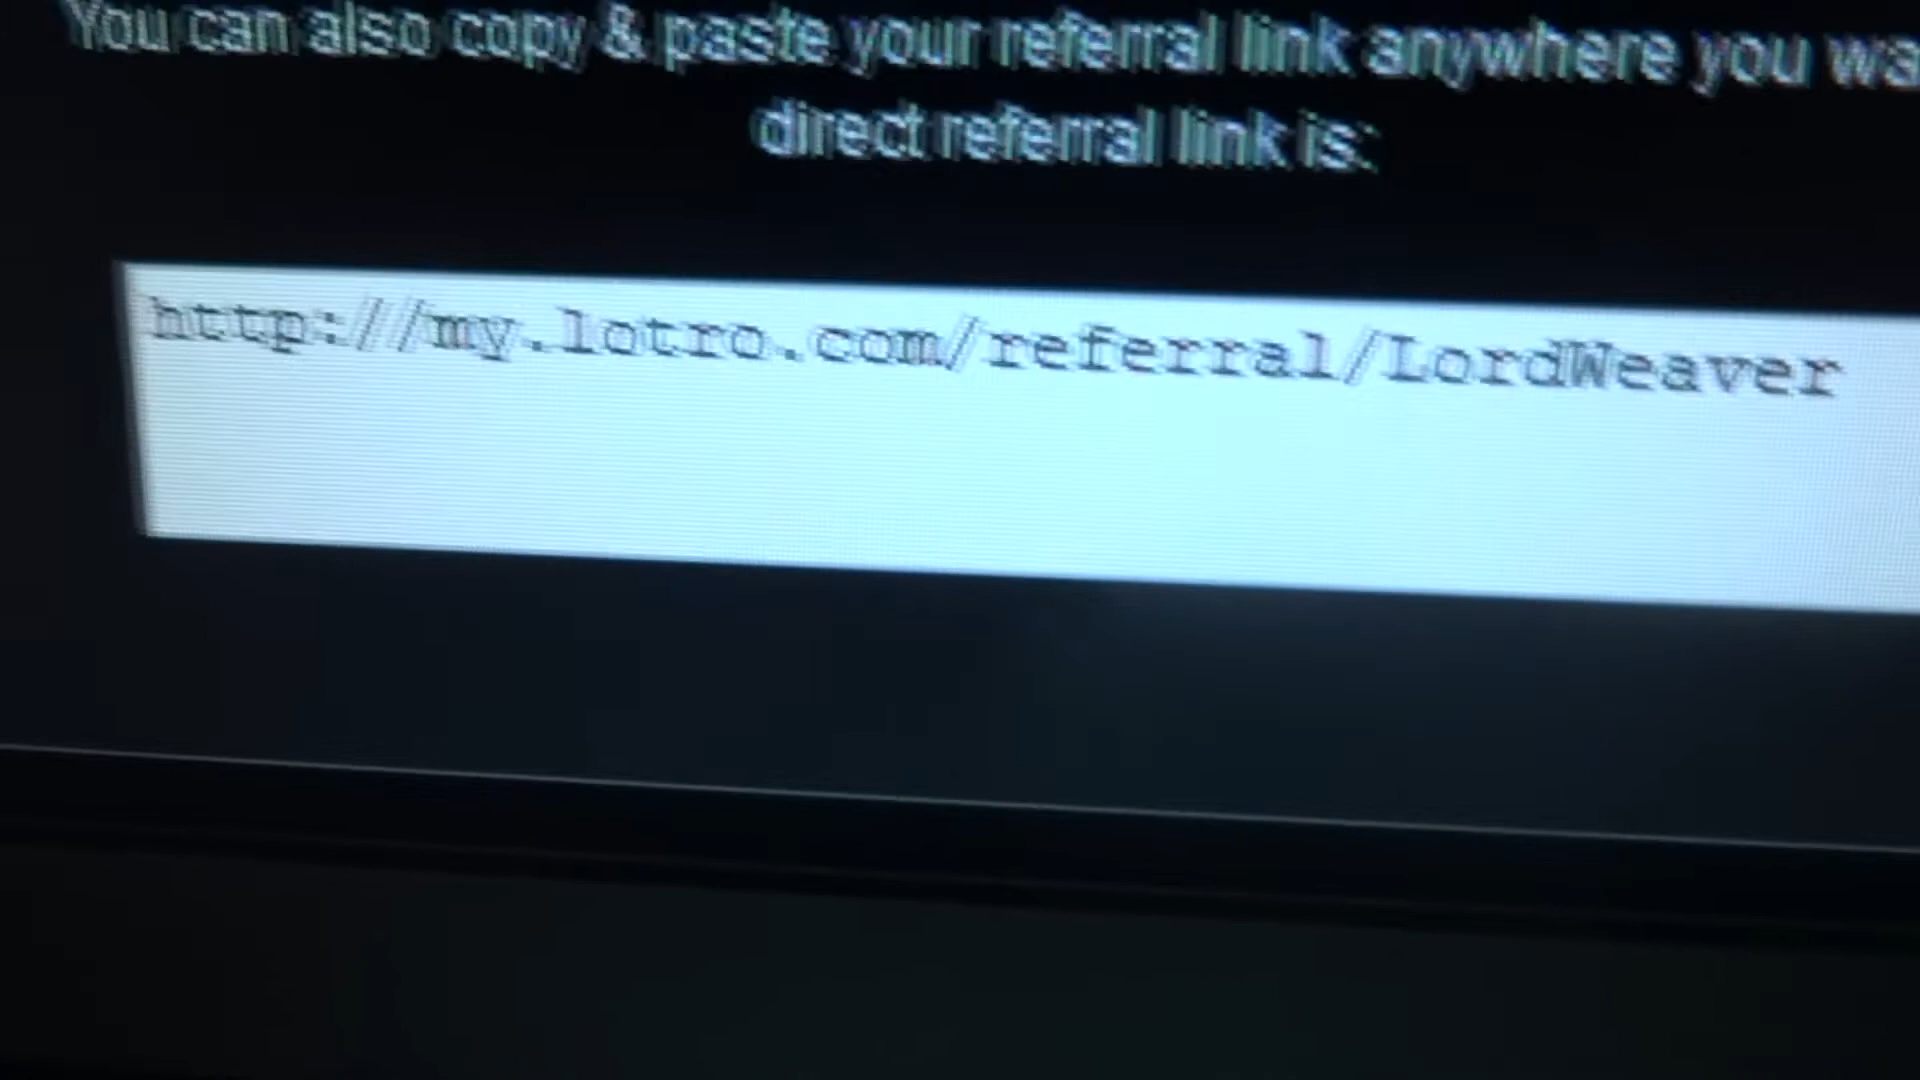 You can also copy & paste your referral link anywhere you
direct referral link is:
http://my.lotro.com/referral/LordWeaver